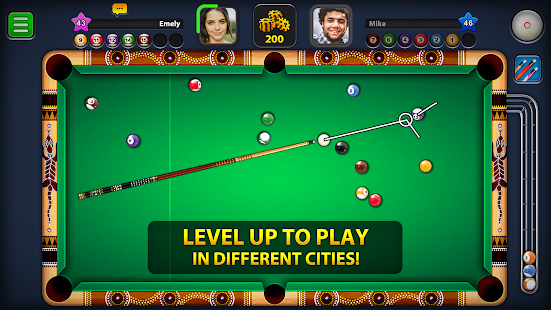 43
Emely
200
Mike
46
LEVEL UP TO PLAY
IN DIFFERENT CITIES!